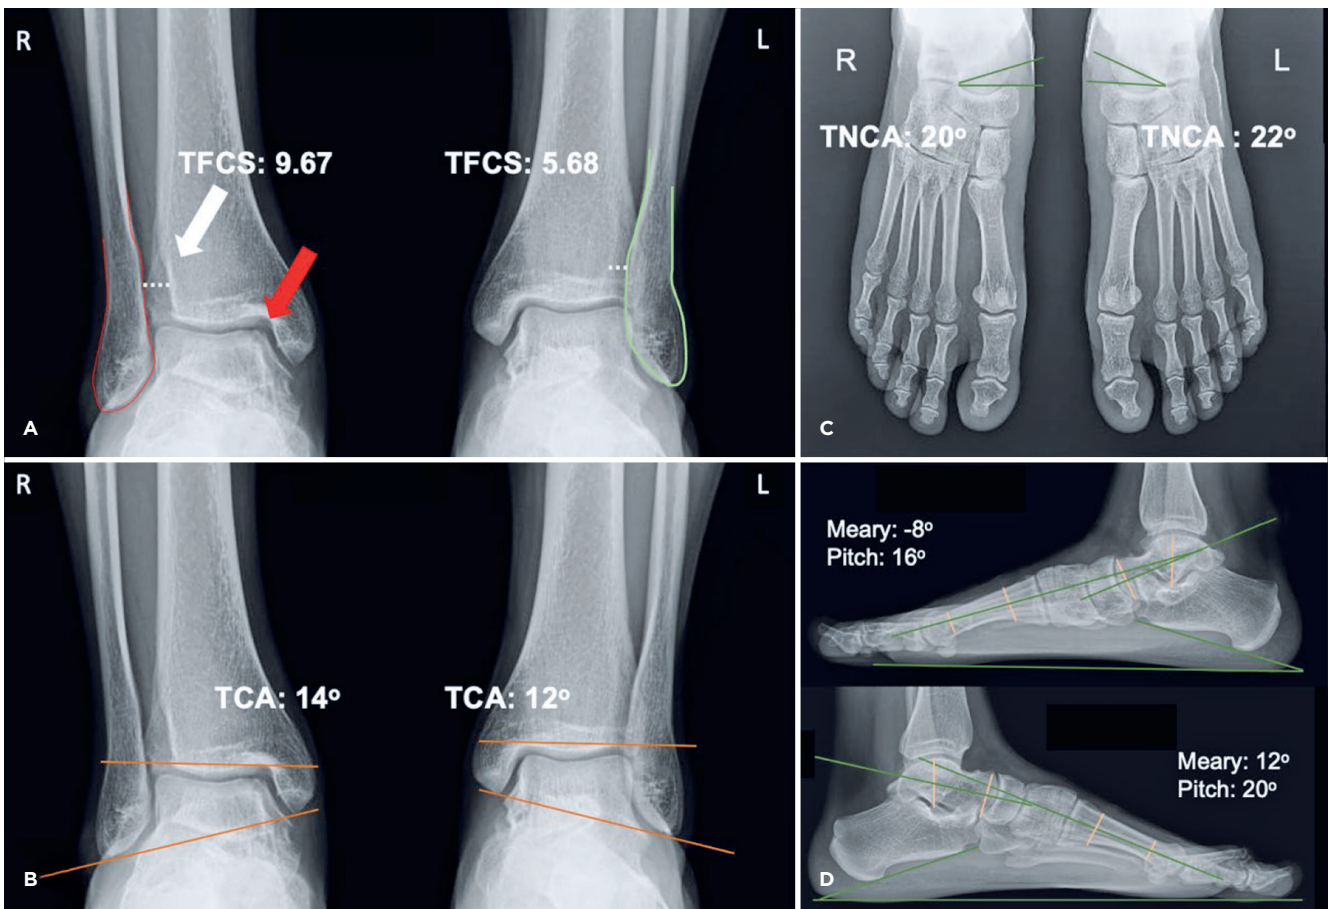 R
L
TFCS: 9.67
TFCS: 5.68
A
R
L
TNCA: 20º
TNCA : 22º
C
R
L
TCA: 14º
TCA: 12º
B
Meary: -8º
Pitch: 16º
Meary: 12º
Pitch: 20º
D